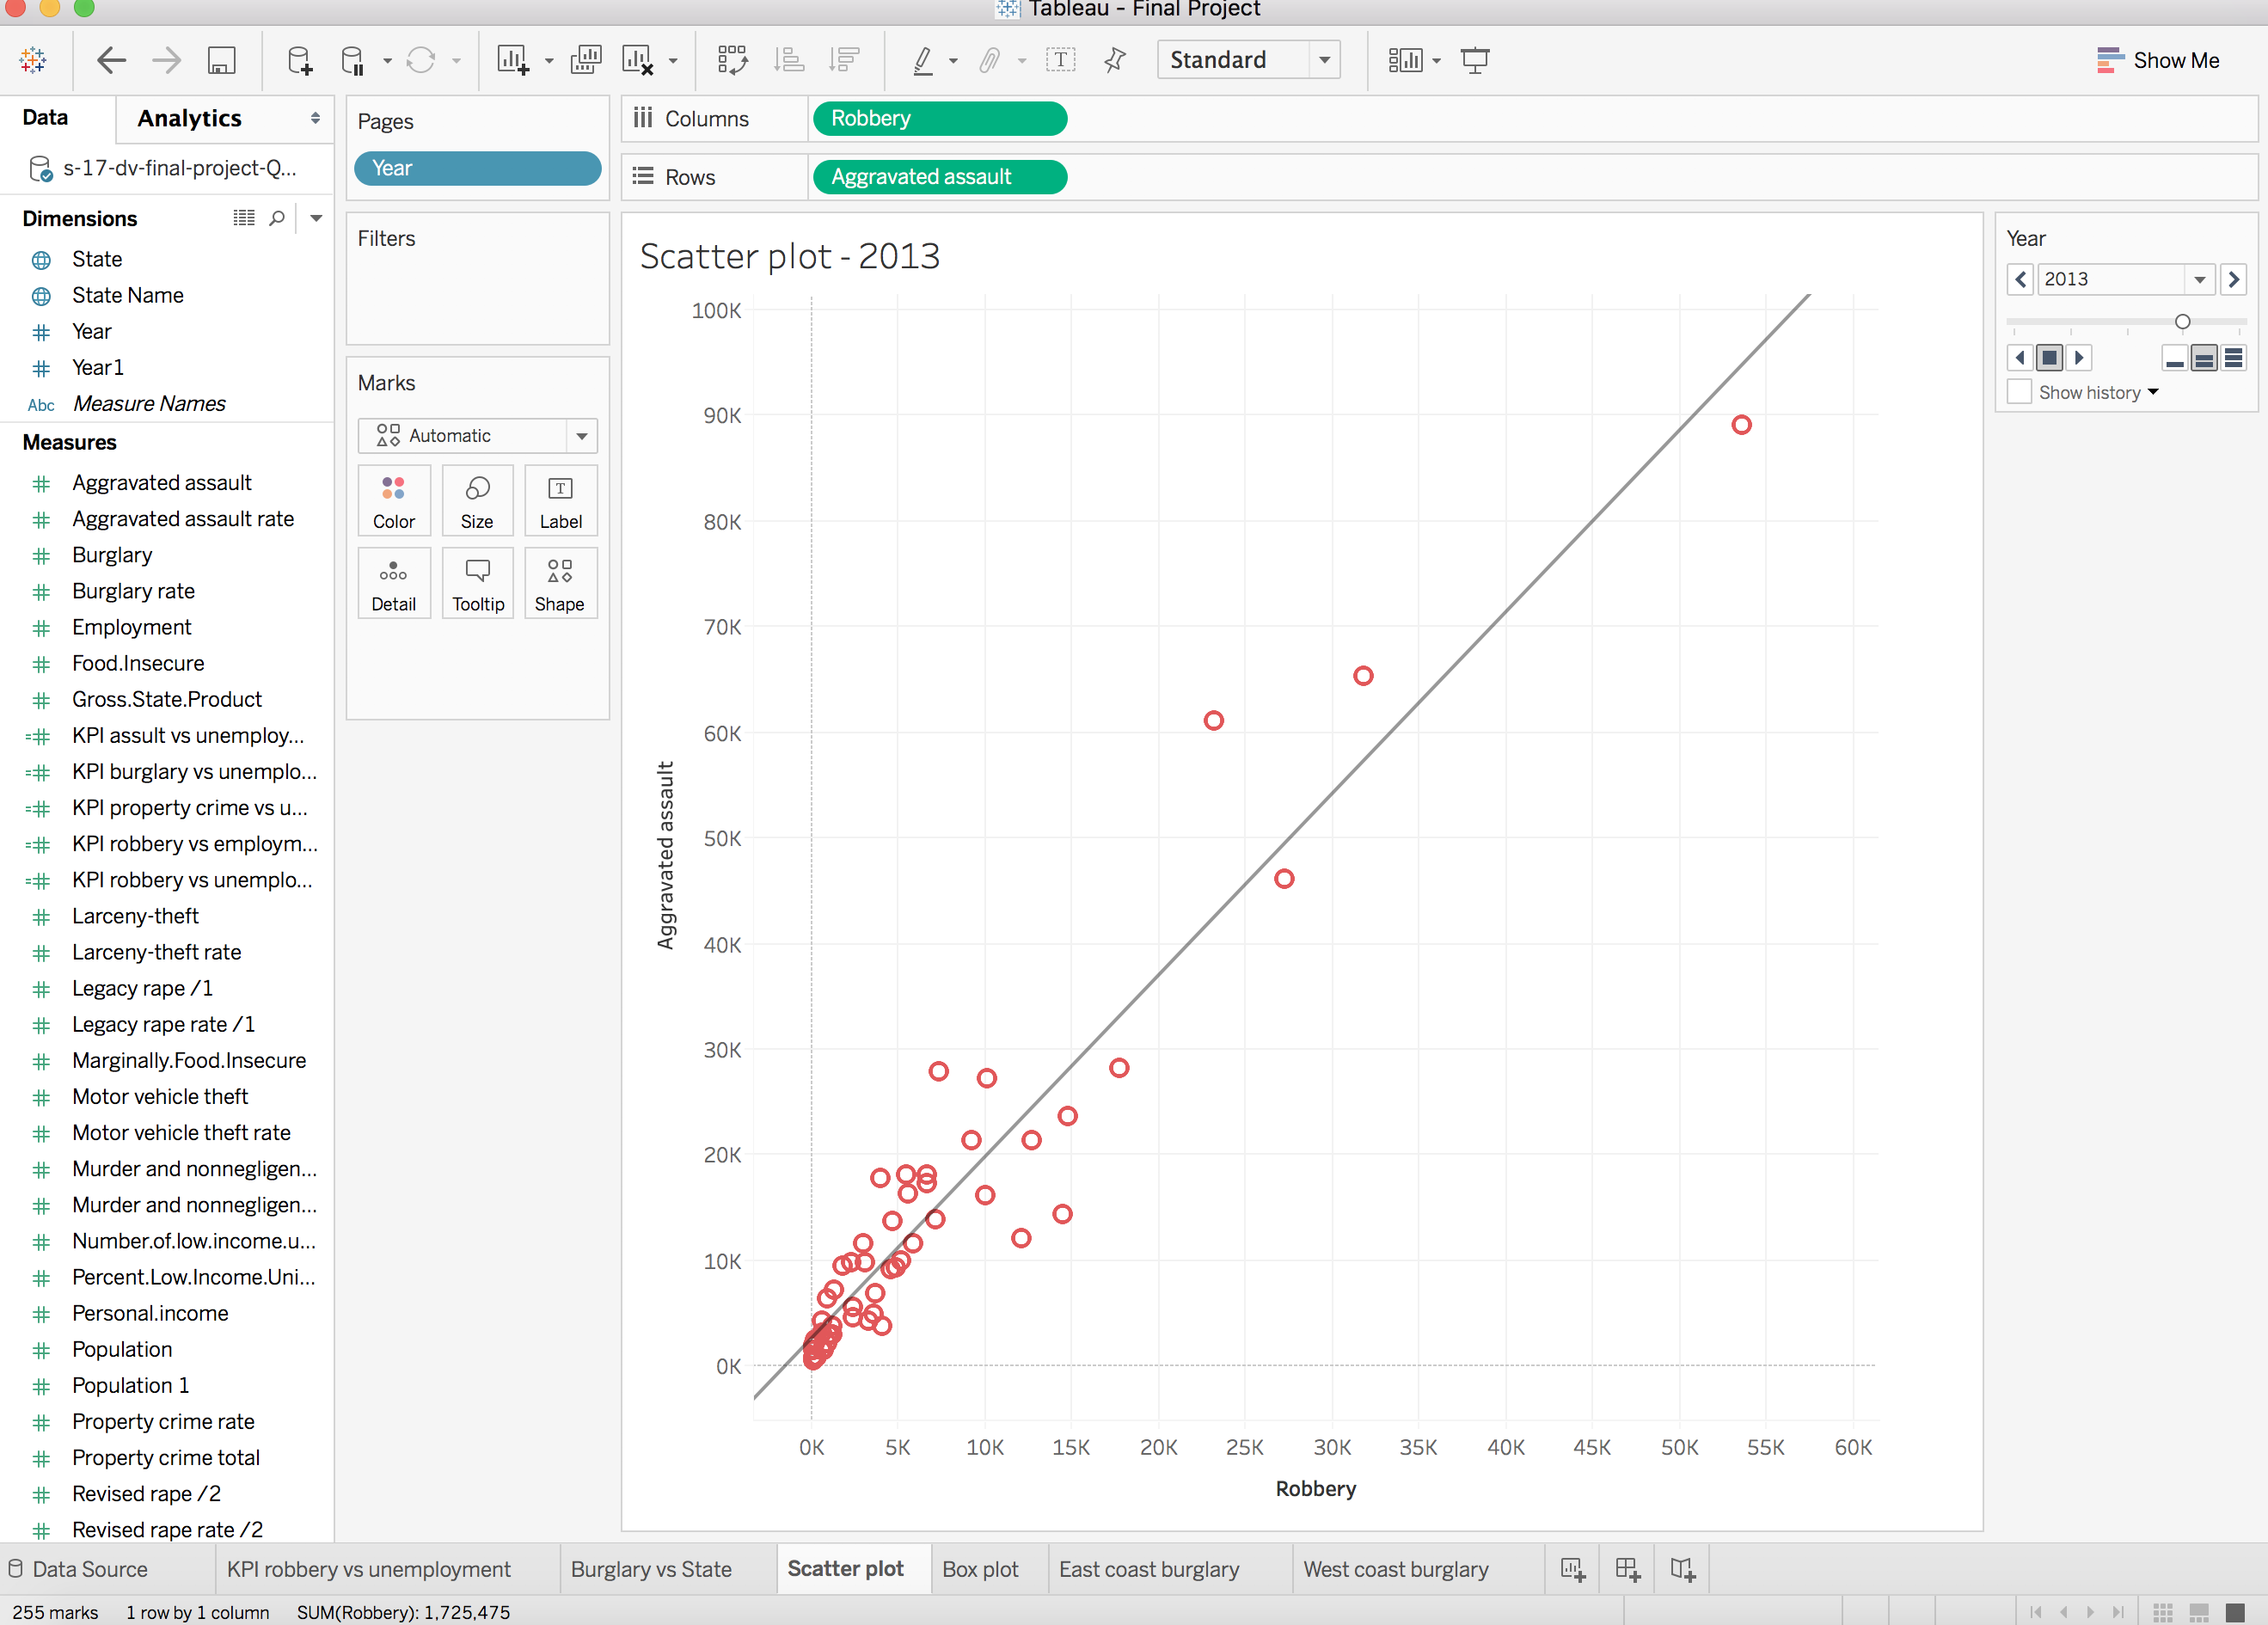 Tableau - Final Project
Standard
Show Me
Data
Analytics
s-17-dv-final-project-Q...
Dimensions
State
State Name
Year
Year1
Abc Measure Names
Measures
Aggravated assault
Aggravated assault rate
Burglary
Burglary rate
Employment
Food.Insecure
Gross.State.Product
KPI assult vs unemploy...
KPI burglary vs unemplo...
KPI property crime vs u...
KPI robbery vs employm...
KPI robbery vs unemplo...
Larceny-theft
Larceny-theft rate
Legacy rape /1
Legacy rape rate /1
Marginally.Food.Insecure
Motor vehicle theft
Motor vehicle theft rate
Murder and nonnegligen...
Murder and nonnegligen...
Number.of.low.income.u...
Percent.Low.Income.Uni...
Personal.income
Population
Population 1
Property crime rate
Property crime total
Revised rape /2
Revised rape rate /2
Pages
Year
Filters
Marks
Automatic
Color Size Label
Detail Tooltip Shape
Columns Robbery
Rows Aggravated assault
Scatter plot - 2013
100K
90K
80K
70K
60K
50K
40K
30K
20K
10K
0K
Aggravated assault
0K 5K 10K 15K 20K 25K 30K 35K 40K 45K 50K 55K 60K
Robbery
Year
2013
Show history
Data Source KPI robbery vs unemployment Burglary vs State Scatter plot Box plot East coast burglary West coast burglary
255 marks 1 row by 1 column SUM(Robbery): 1,725,475